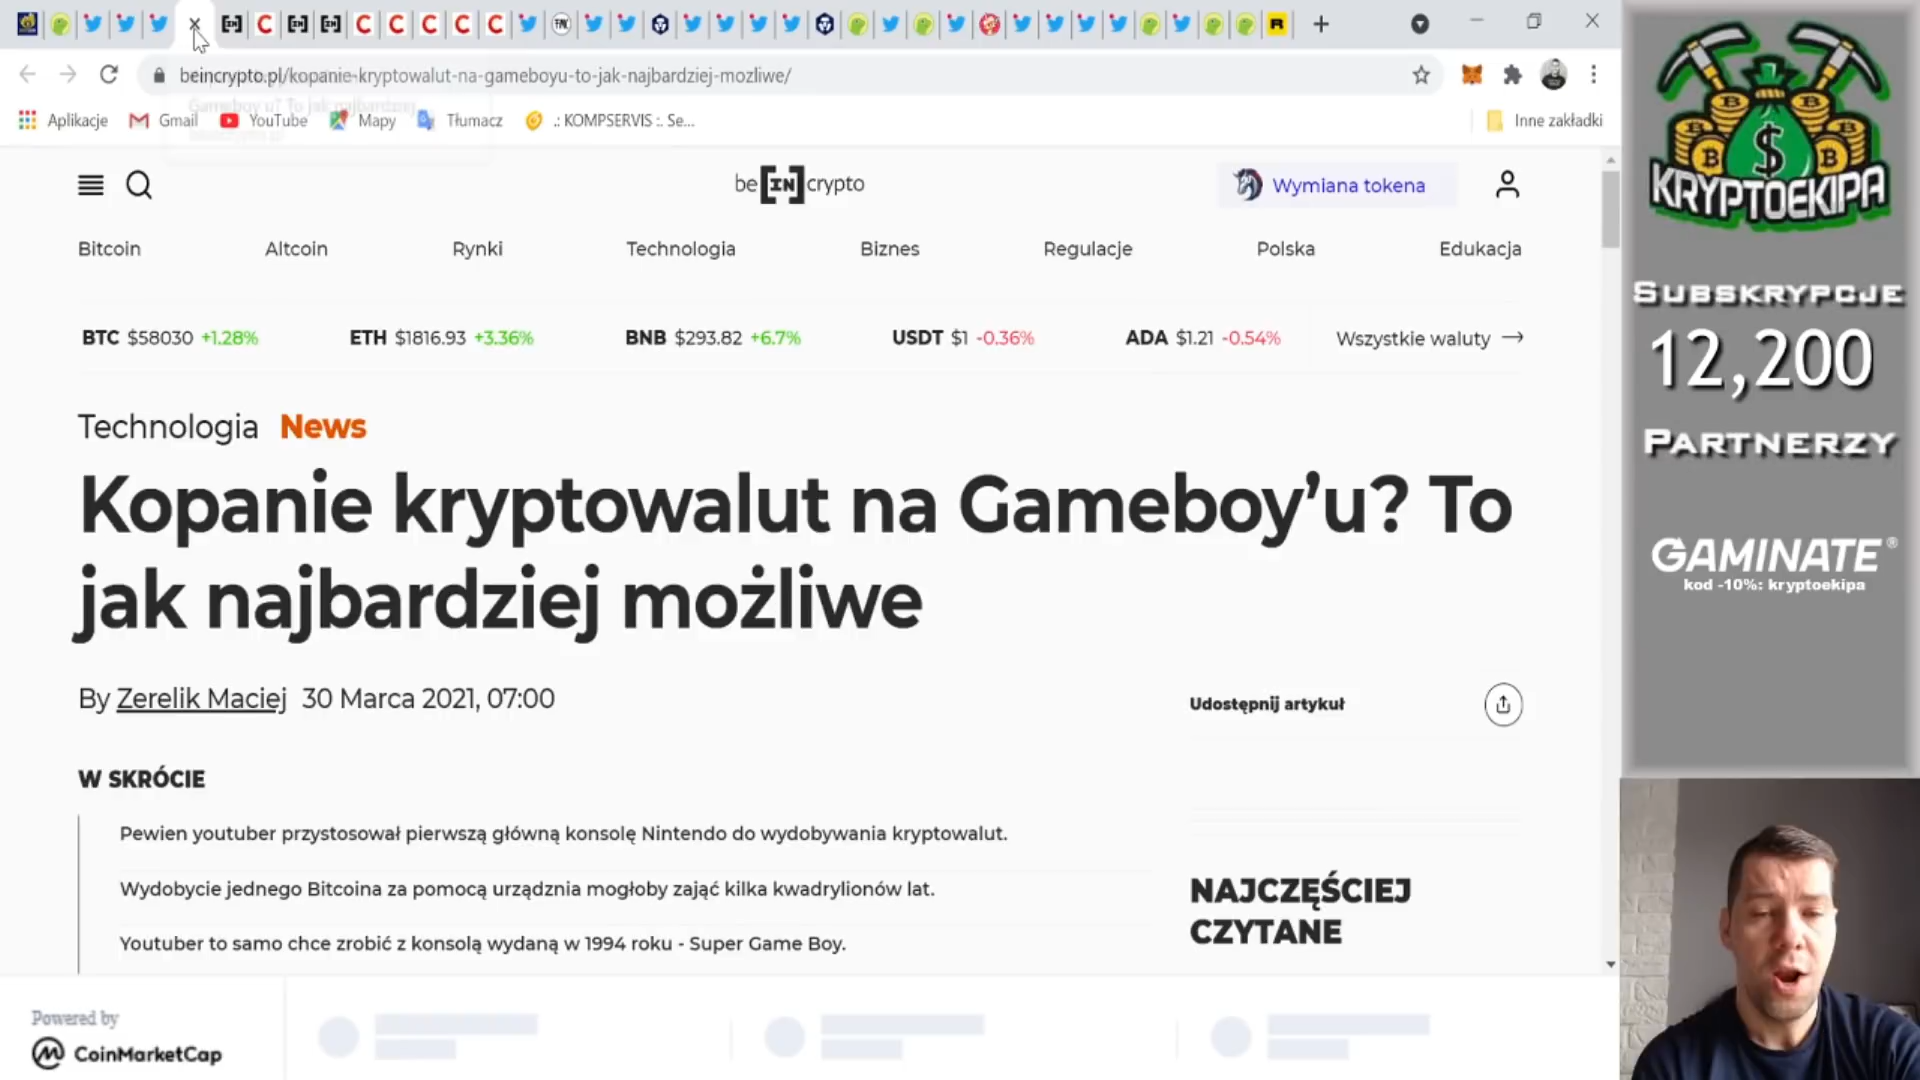 beincrypto.pl/kopanie-kryptowalut-na-gameboyu-to-jak-najbardziej-mozliwe/
Aplikacje
Gmail
YouTube
Mapy
Tłumacz
.: KOMPSERVIS :. Se...
Inne zakładki
be[IN]crypto
Wymiana tokena
Bitcoin
Altcoin
Rynki
Technologia
Biznes
Regulacje
Polska
Edukacja
BTC $58030 +1.28%
ETH $1816.93 +3.36%
BNB $293.82 +6.7%
USDT $1 -0.36%
ADA $1.21 -0.54%
Wszystkie waluty
Technologia News
Kopanie kryptowalut na Gameboy’u? To
jak najbardziej możliwe
By Zerelik Maciej 30 Marca 2021, 07:00
Udostępnij artykuł
W SKRÓCIE
Pewien youtuber przystosował pierwszą główną konsolę Nintendo do wydobywania kryptowalut.
Wydobycie jednego Bitcoina za pomocą urządznia mogłoby zająć kilka kwadrylionów lat.
Youtuber to samo chce zrobić z konsolą wydaną w 1994 roku - Super Game Boy.
NAJCZĘŚCIEJ
CZYTANE
Powered by
CoinMarketCap
KRYPTOEKIPA
SUBSKRYPCJE
12,200
PARTNERZY
GAMINATE®
kod -10%: kryptoekipa